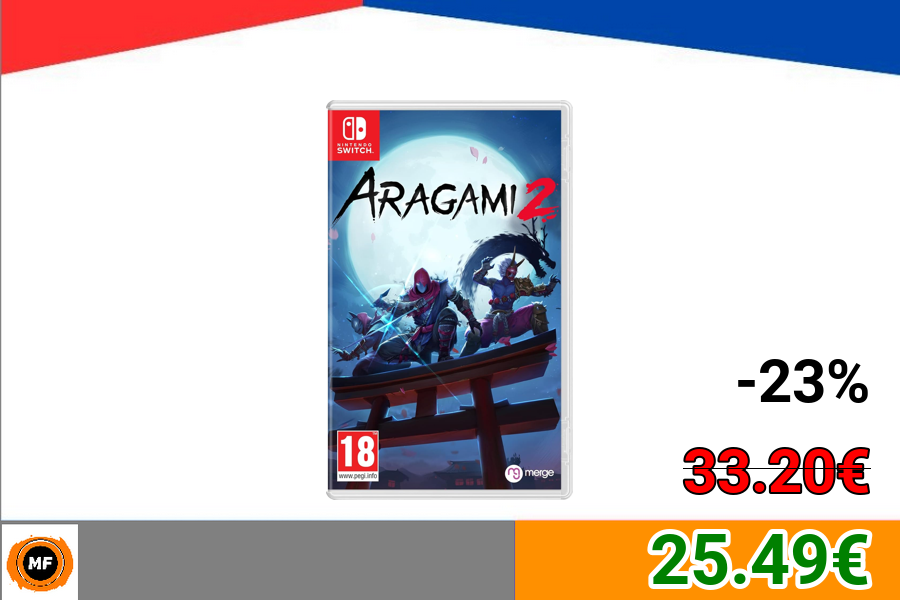 NINTENDO
SWITCH.
ARAGAMI 2
18
www.pegi.info
merge
-23%
33.20€
25.49€
MF